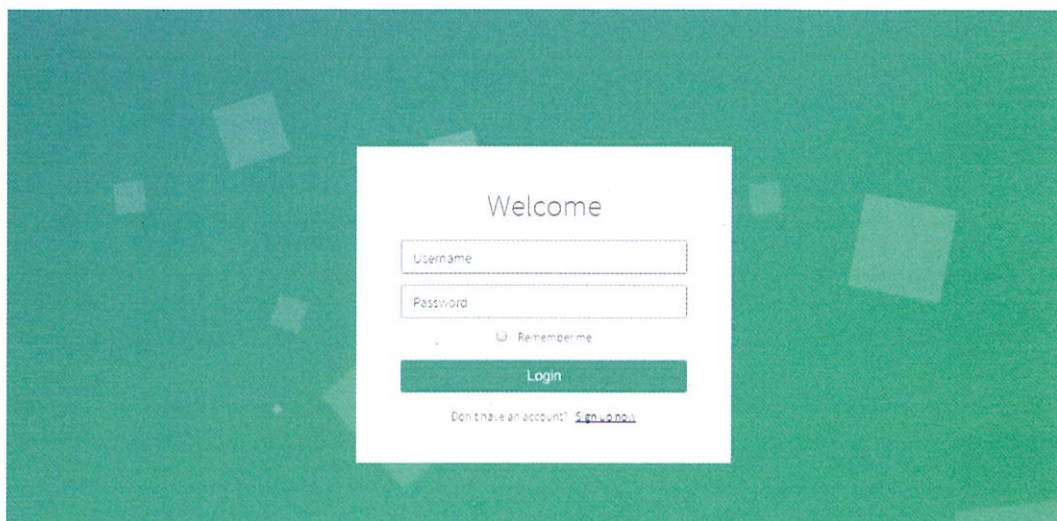 Welcome
Username
Password
Remember me
Login
Don't have an account? Sign up now